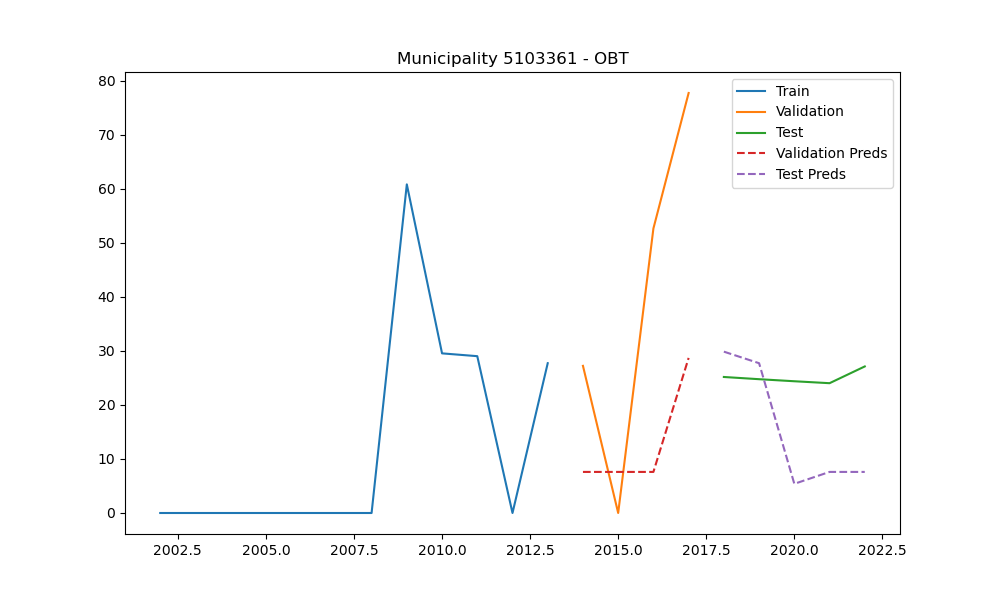 Municipality 5103361 - OBT
80
70
60
50
40
30
20
10
0
2002.5 2005.0 2007.5 2010.0 2012.5 2015.0 2017.5 2020.0 2022.5
Train
Validation
Test
Validation Preds
Test Preds